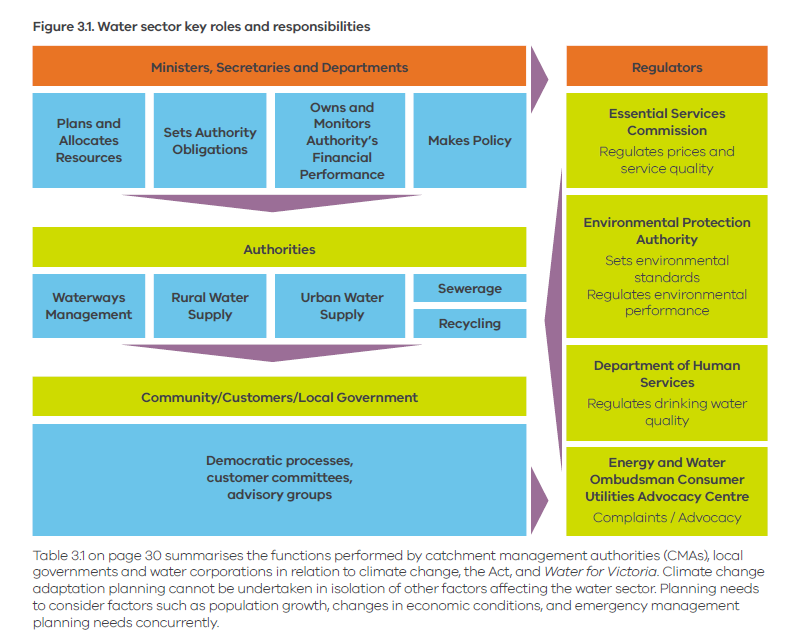 Figure 3.1. Water sector key roles and responsibilities
Ministers, Secretaries and Departments
Plans and
Allocates
Resources
Sets Authority
Obligations
Owns and
Monitors
Authority's
Financial
Performance
Makes Policy
Authorities
Waterways
Management
Rural Water
Supply
Urban Water
Supply
Sewerage
Recycling
Community/Customers/Local Government
Democratic processes,
customer committees,
advisory groups
Regulators
Essential Services
Commission
Regulates prices and
service quality
Environmental Protection
Authority
Sets environmental
standards
Regulates environmental
performance
Department of Human
Services
Regulates drinking water
quality
Energy and Water
Ombudsman Consumer
Utilities Advocacy Centre
Complaints / Advocacy
Table 3.1 on page 30 summarises the functions performed by catchment management authorities (CMAs), local
governments and water corporations in relation to climate change, the Act, and Water for Victoria. Climate change
adaptation planning cannot be undertaken in isolation of other factors affecting the water sector. Planning needs
to consider factors such as population growth, changes in economic conditions, and emergency management
planning needs concurrently.